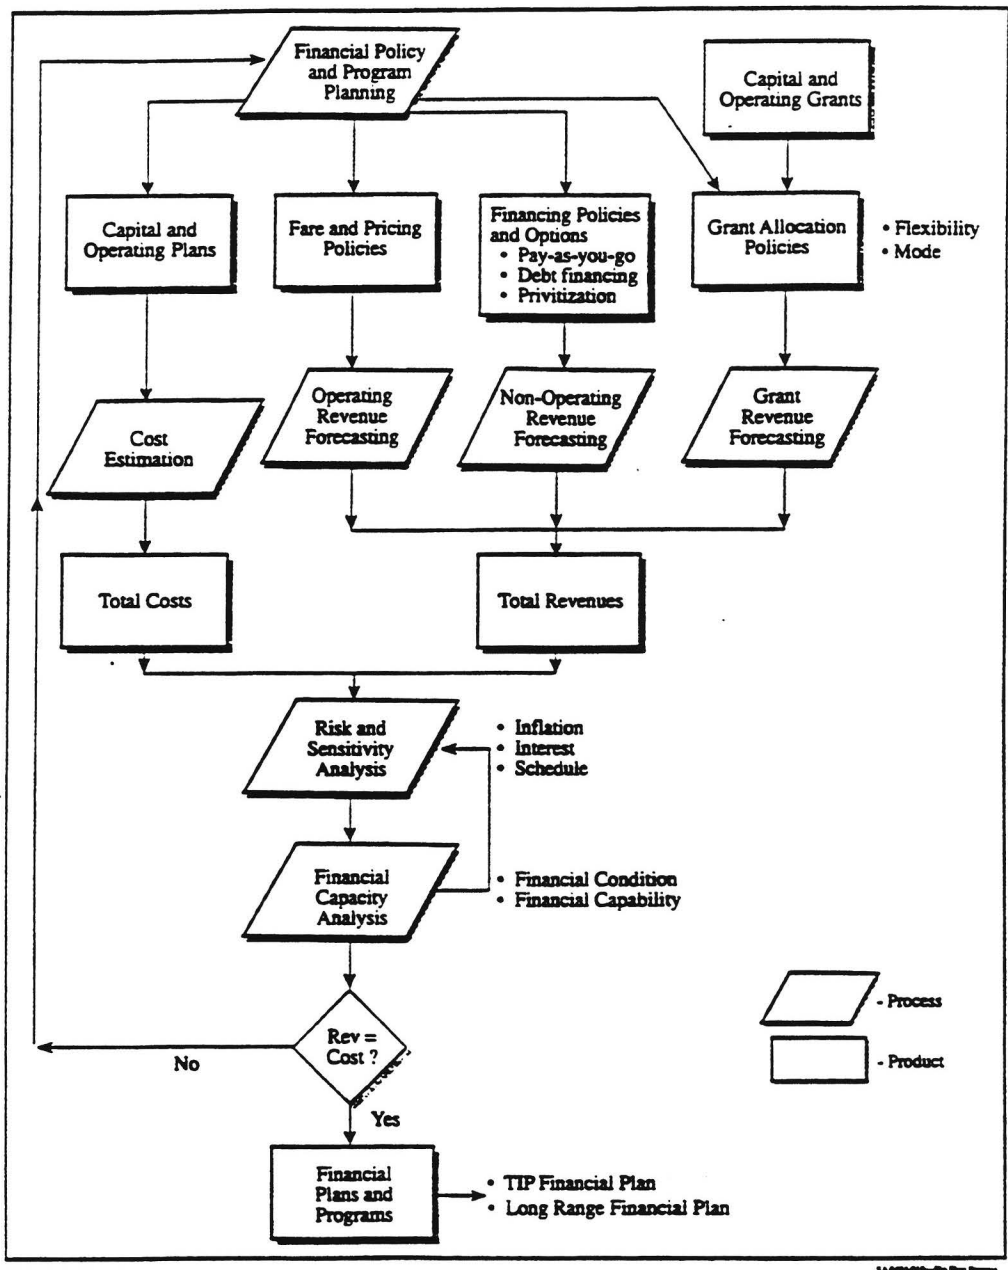 Financial Policy
and Program
Planning
Capital and
Operating Grants
Capital and
Operating Plans
Fare and Pricing
Policies
Financing Policies
and Options
• Pay-as-you-go
• Debt financing
• Privitization
Grant Allocation
Policies
• Flexibility
• Mode
Cost
Estimation
Operating
Revenue
Forecasting
Non-Operating
Revenue
Forecasting
Grant
Revenue
Forecasting
Total Costs
Total Revenues
Risk and
Sensitivity
Analysis
• Inflation
• Interest
• Schedule
Financial
Capacity
Analysis
• Financial Condition
• Financial Capability
Rev =
Cost ?
No
Yes
- Process
- Product
Financial
Plans and
Programs
• TIP Financial Plan
• Long Range Financial Plan